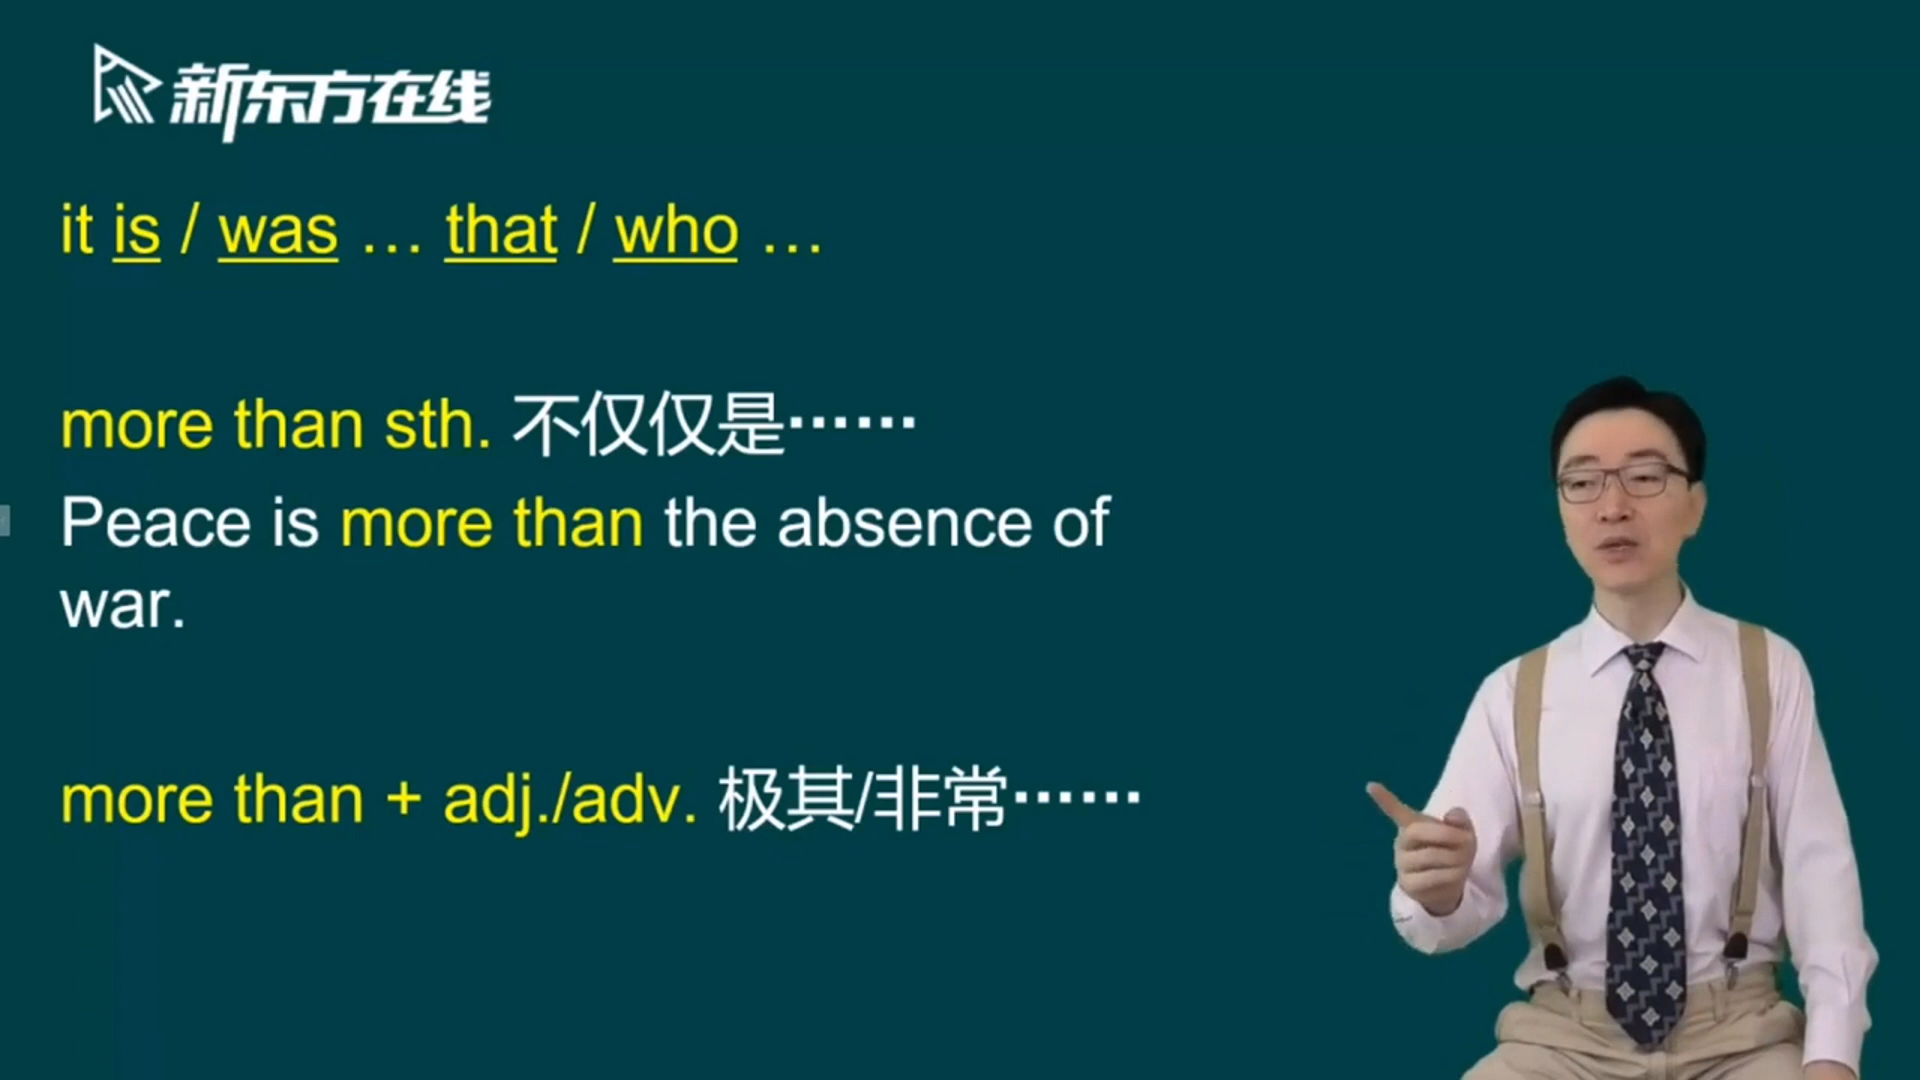 新东方在线
it is / was … that / who …
more than sth. 不仅仅是……
Peace is more than the absence of
war.
more than + adj./adv. 极其/非常……